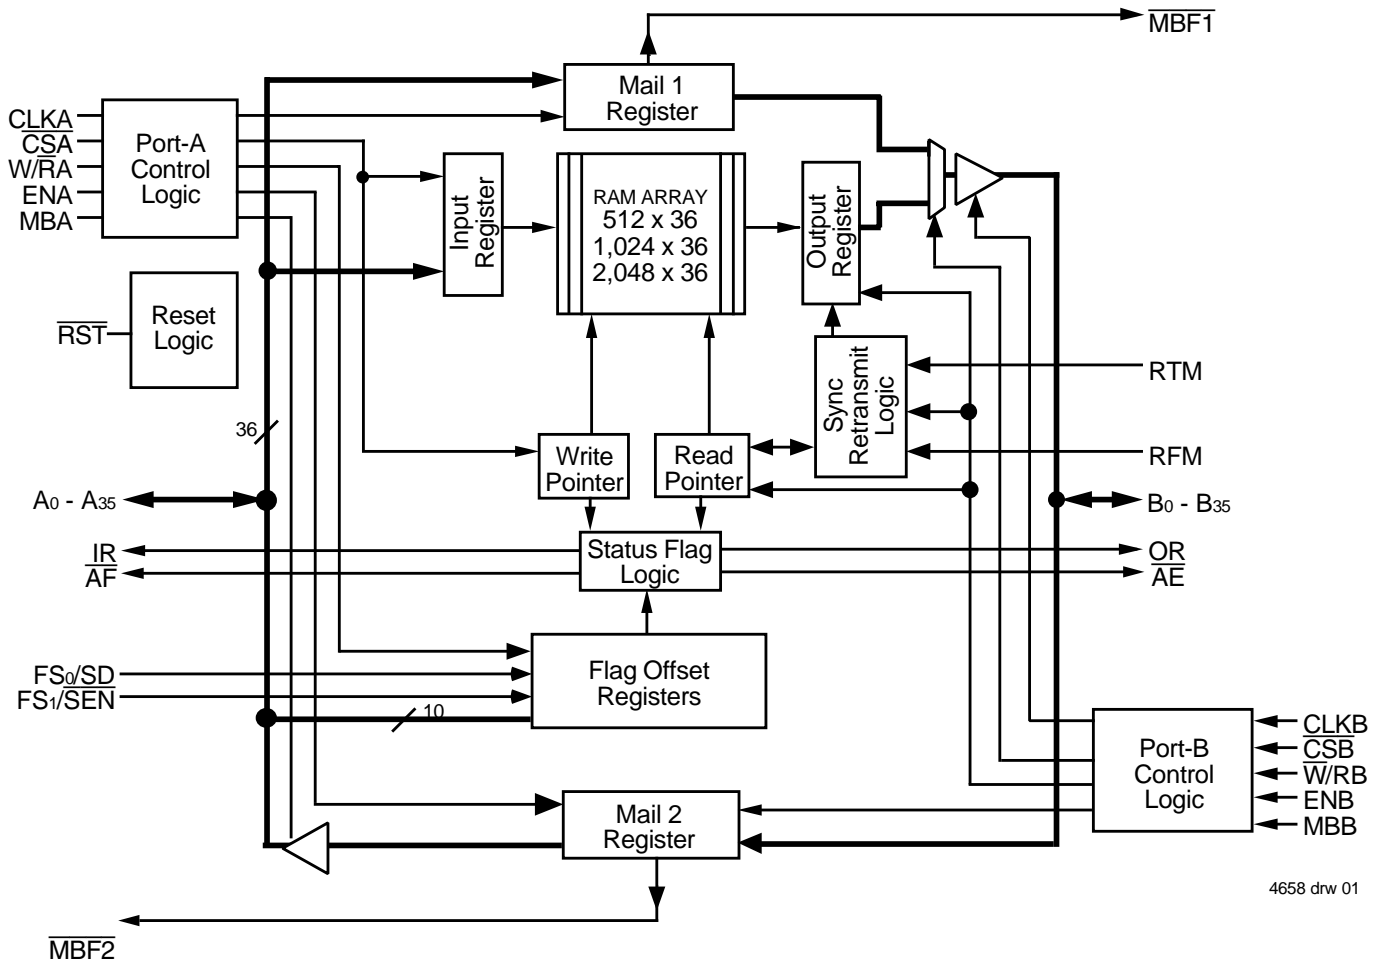 MBF1
Mail 1
Register
CLKA
CSA
W/RA
ENA
MBA
Port-A
Control
Logic
Input
Register
RAM ARRAY
512 x 36
1,024 x 36
2,048 x 36
Output
Register
RST
Reset
Logic
Sync
Retransmit
Logic
RTM
RFM
36
Write
Pointer
Read
Pointer
A0 - A35
B0 - B35
IR
AF
Status Flag
Logic
OR
AE
FS0/SD
FS1/SEN
Flag Offset
Registers
10
Port-B
Control
Logic
CLKB
CSB
W/RB
ENB
MBB
Mail 2
Register
MBF2
4658 drw 01